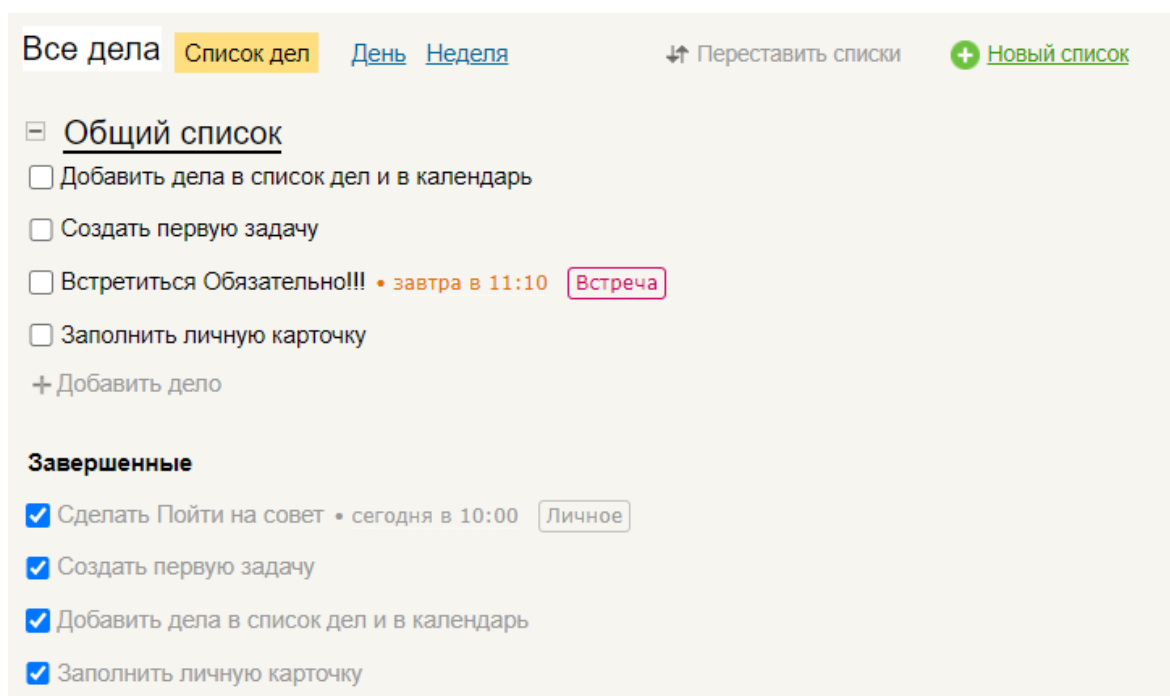 Все дела Список дел День Неделя Переставить списки Новый список
Общий список
Добавить дела в список дел и в календарь
Создать первую задачу
Встретиться Обязательно!!! • завтра в 11:10 Встреча
Заполнить личную карточку
+ Добавить дело
Завершенные
Сделать Пойти на совет • сегодня в 10:00 Личное
Создать первую задачу
Добавить дела в список дел и в календарь
Заполнить личную карточку